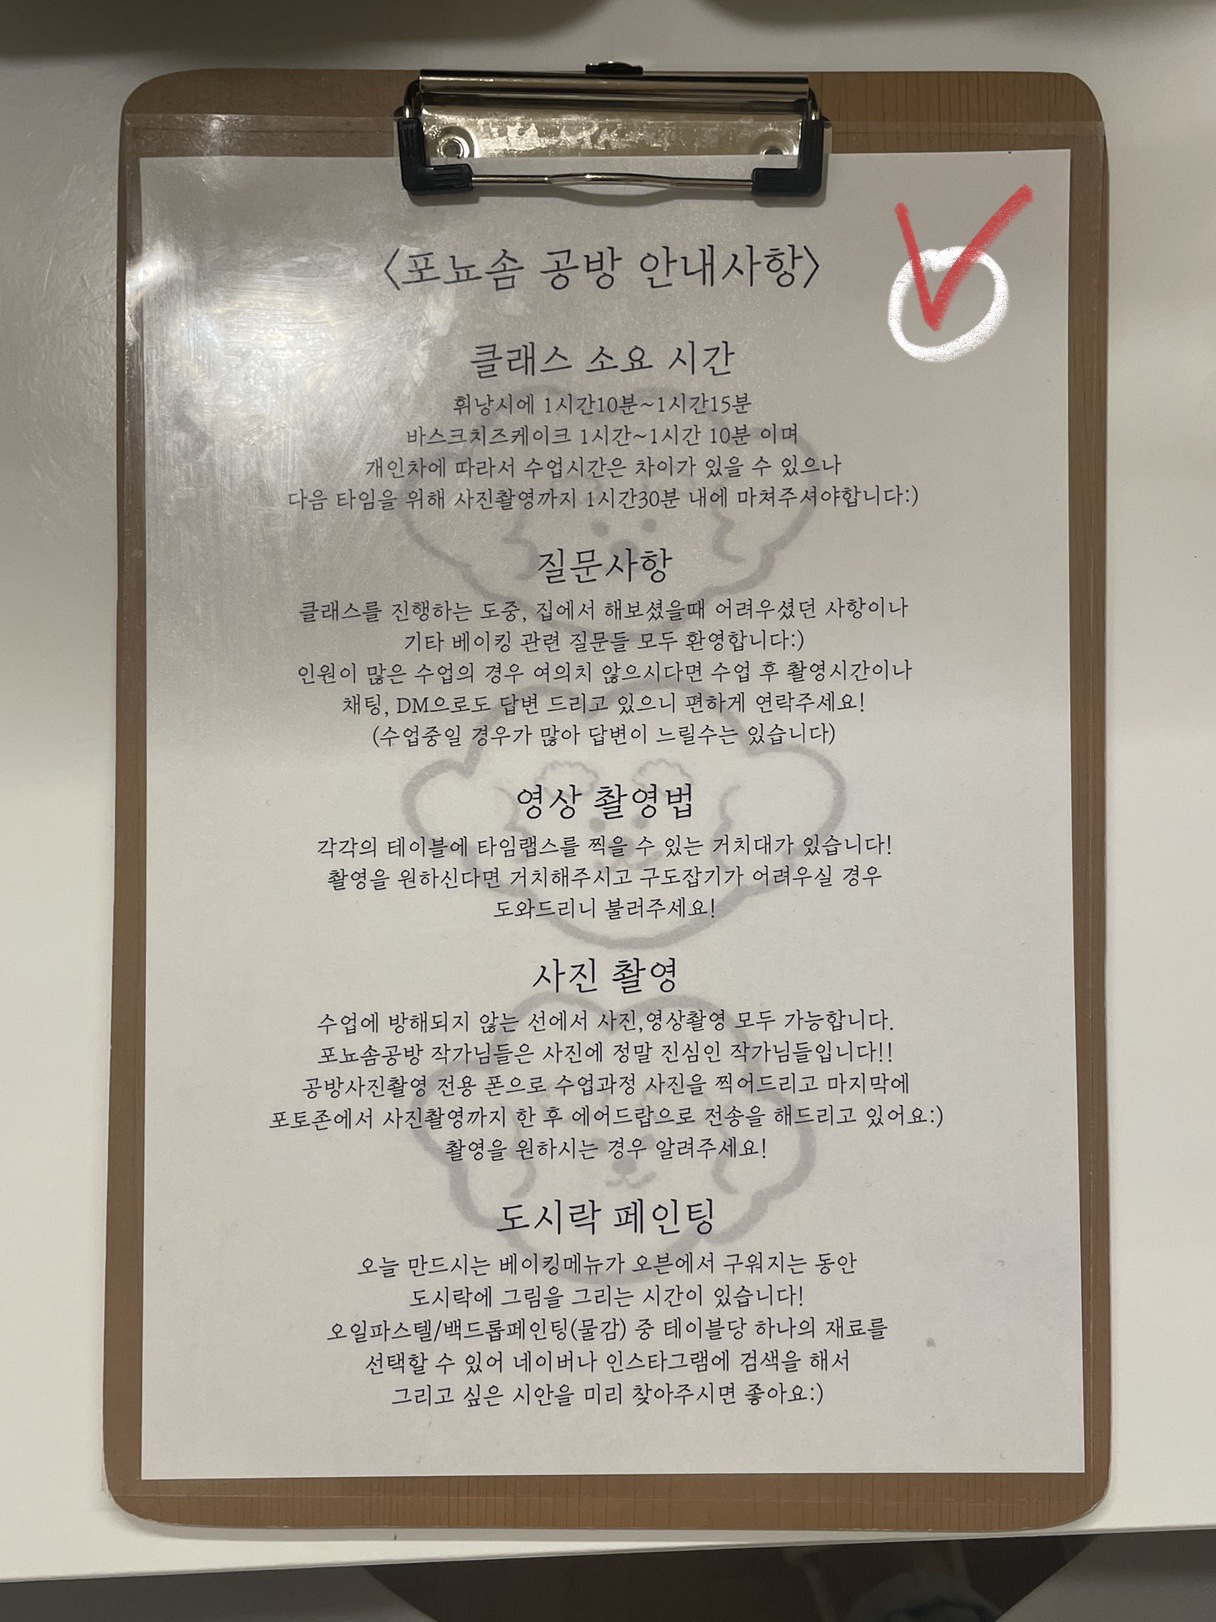 <포뇨솜 공방 안내사항>
클래스 소요 시간
휘낭시에 1시간10분~1시간15분
바스크치즈케이크 1시간~1시간 10분 이며
개인차에 따라서 수업시간은 차이가 있을 수 있으나
다음 타임을 위해 사진촬영까지 1시간30분 내에 마쳐주셔야합니다:)
질문사항
클래스를 진행하는 도중, 집에서 해보셨을때 어려우셨던 사항이나
기타 베이킹 관련 질문들 모두 환영합니다:)
인원이 많은 수업의 경우 여의치 않으시다면 수업 후 촬영시간이나
채팅, DM으로도 답변 드리고 있으니 편하게 연락주세요!
(수업중일 경우가 많아 답변이 느릴수는 있습니다)
영상 촬영법
각각의 테이블에 타임랩스를 찍을 수 있는 거치대가 있습니다!
촬영을 원하신다면 거치해주시고 구도잡기가 어려우실 경우
도와드리니 불러주세요!
사진 촬영
수업에 방해되지 않는 선에서 사진,영상촬영 모두 가능합니다.
포뇨솜공방 작가님들은 사진에 정말 진심인 작가님들입니다!!
공방사진촬영 전용 폰으로 수업과정 사진을 찍어드리고 마지막에
포토존에서 사진촬영까지 한 후 에어드랍으로 전송을 해드리고 있어요:)
촬영을 원하시는 경우 알려주세요!
도시락 페인팅
오늘 만드시는 베이킹메뉴가 오븐에서 구워지는 동안
도시락에 그림을 그리는 시간이 있습니다!
오일파스텔/백드롭페인팅(물감) 중 테이블당 하나의 재료를
선택할 수 있어 네이버나 인스타그램에 검색을 해서
그리고 싶은 시안을 미리 찾아주시면 좋아요:)